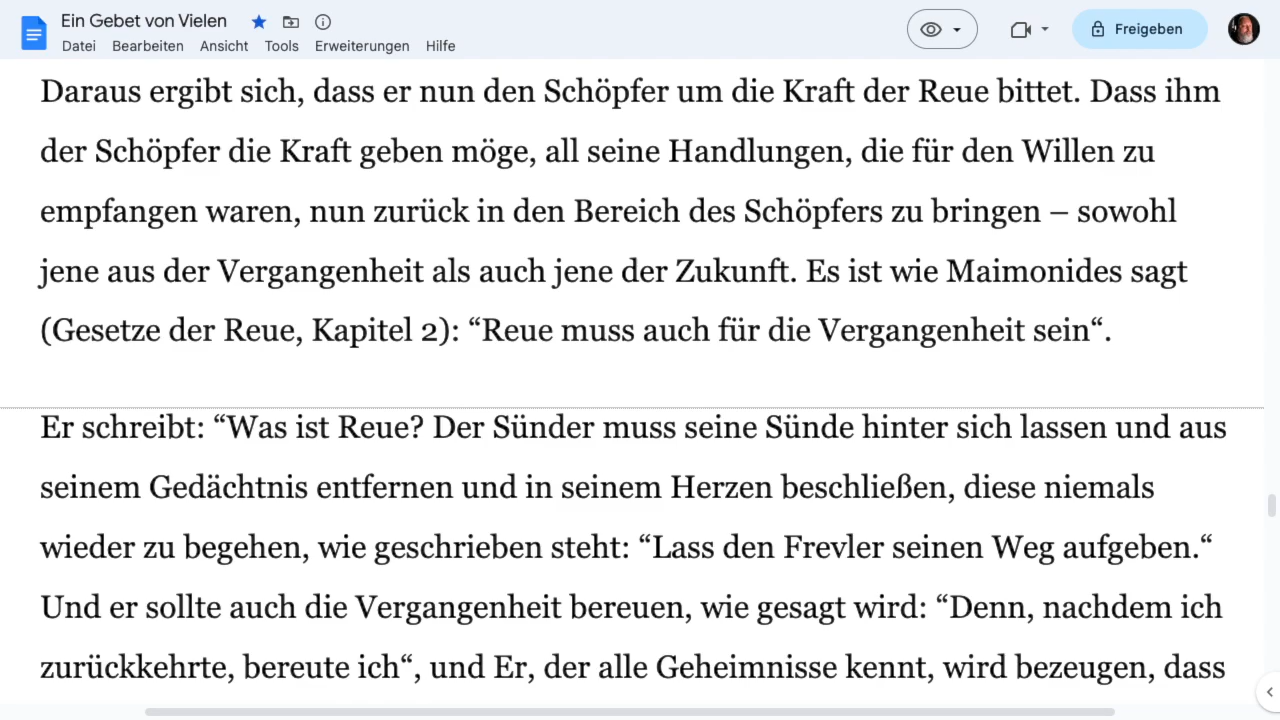 Ein Gebet von Vielen
Datei Bearbeiten Ansicht Tools Erweiterungen Hilfe
Freigeben
Daraus ergibt sich, dass er nun den Schöpfer um die Kraft der Reue bittet. Dass ihm
der Schöpfer die Kraft geben möge, all seine Handlungen, die für den Willen zu
empfangen waren, nun zurück in den Bereich des Schöpfers zu bringen – sowohl
jene aus der Vergangenheit als auch jene der Zukunft. Es ist wie Maimonides sagt
(Gesetze der Reue, Kapitel 2): “Reue muss auch für die Vergangenheit sein“.
Er schreibt: “Was ist Reue? Der Sünder muss seine Sünde hinter sich lassen und aus
seinem Gedächtnis entfernen und in seinem Herzen beschließen, diese niemals
wieder zu begehen, wie geschrieben steht: “Lass den Frevler seinen Weg aufgeben.“
Und er sollte auch die Vergangenheit bereuen, wie gesagt wird: “Denn, nachdem ich
zurückkehrte, bereute ich“, und Er, der alle Geheimnisse kennt, wird bezeugen, dass